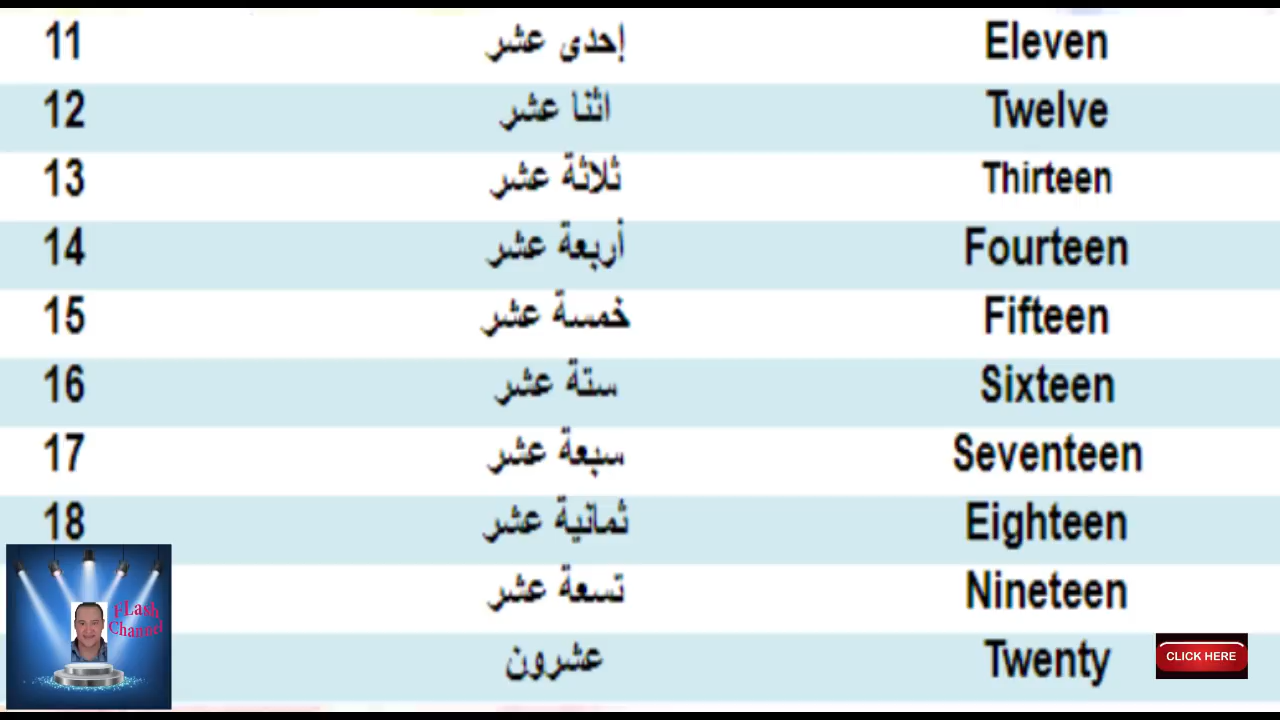 11 إحدى عشر Eleven
12 اثنا عشر Twelve
13 ثلاثة عشر Thirteen
14 أربعة عشر Fourteen
15 خمسة عشر Fifteen
16 ستة عشر Sixteen
17 سبعة عشر Seventeen
18 ثمانية عشر Eighteen
تسعة عشر Nineteen
عشرون Twenty
FLash
Channel
CLICK HERE